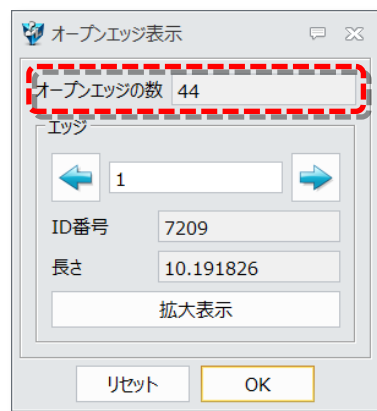 オープンエッジ表示
オープンエッジの数 44
エッジ
1
ID番号 7209
長さ 10.191826
拡大表示
リセット OK